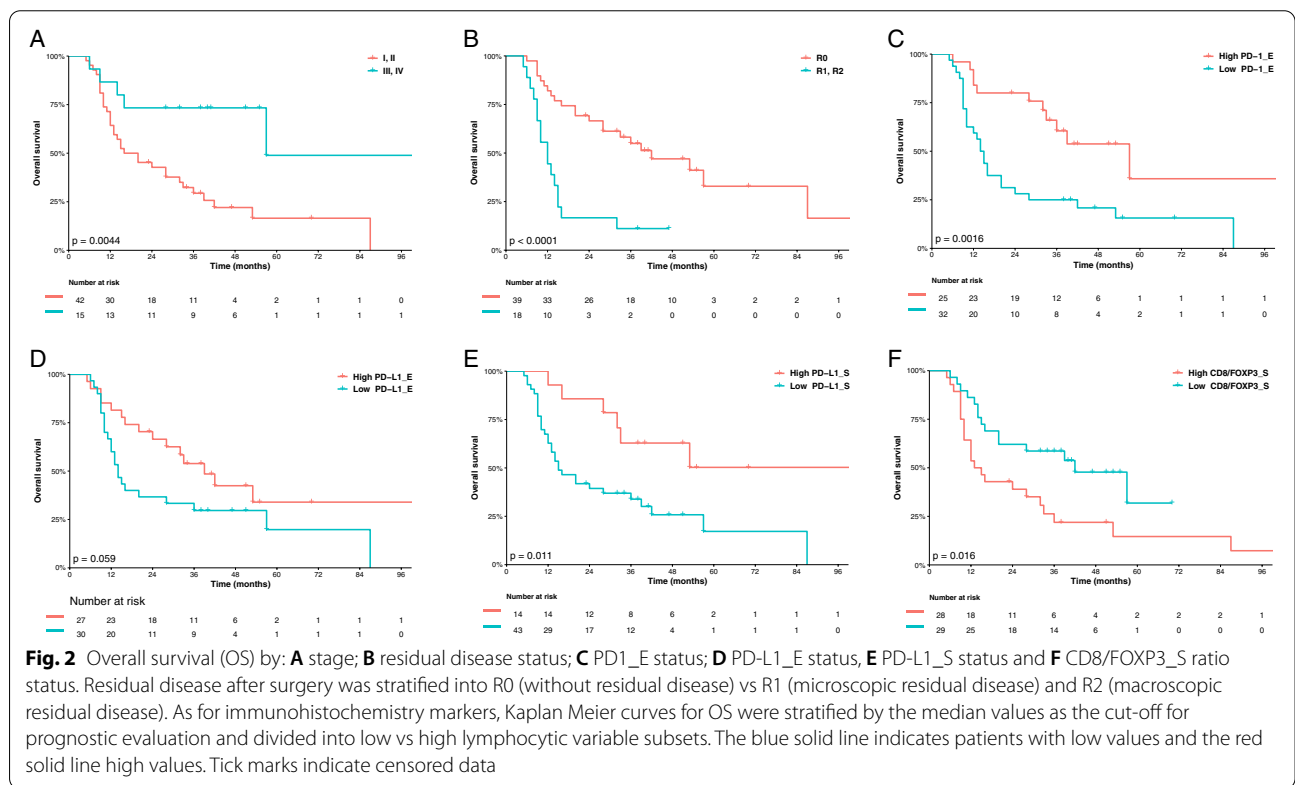 A
I, II
III, IV
100%
75%
50%
25%
0%
Overall survival
p = 0.0044
0 12 24 36 48 60 72 84 96
Time (months)
Number at risk
42 30 18 11 4 2 1 1 0
15 13 11 9 6 1 1 1 1
B
R0
R1, R2
100%
75%
50%
25%
0%
Overall survival
p < 0.0001
0 12 24 36 48 60 72 84 96
Time (months)
Number at risk
39 33 26 18 10 3 2 2 1
18 10 3 2 0 0 0 0 0
C
High PD-1_E
Low PD-1_E
100%
75%
50%
25%
0%
Overall survival
p = 0.0016
0 12 24 36 48 60 72 84 96
Time (months)
Number at risk
25 23 19 12 6 1 1 1 1
32 20 10 8 4 2 1 1 0
D
High PD-L1_E
Low PD-L1_E
100%
75%
50%
25%
0%
Overall survival
p = 0.059
0 12 24 36 48 60 72 84 96
Time (months)
Number at risk
27 23 18 11 6 2 1 1 1
30 20 11 9 4 1 1 1 0
E
High PD-L1_S
Low PD-L1_S
100%
75%
50%
25%
0%
Overall survival
p = 0.011
0 12 24 36 48 60 72 84 96
Time (months)
Number at risk
14 14 12 8 6 2 1 1 1
43 29 17 12 4 1 1 1 0
F
High CD8/FOXP3_S
Low CD8/FOXP3_S
100%
75%
50%
25%
0%
Overall survival
p = 0.016
0 12 24 36 48 60 72 84 96
Time (months)
Number at risk
28 18 11 6 4 2 2 2 1
29 25 18 14 6 1 0 0 0
Fig. 2 Overall survival (OS) by: A stage; B residual disease status; C PD1_E status; D PD-L1_E status, E PD-L1_S status and F CD8/FOXP3_S ratio
status. Residual disease after surgery was stratified into R0 (without residual disease) vs R1 (microscopic residual disease) and R2 (macroscopic
residual disease). As for immunohistochemistry markers, Kaplan Meier curves for OS were stratified by the median values as the cut-off for
prognostic evaluation and divided into low vs high lymphocytic variable subsets. The blue solid line indicates patients with low values and the red
solid line high values. Tick marks indicate censored data